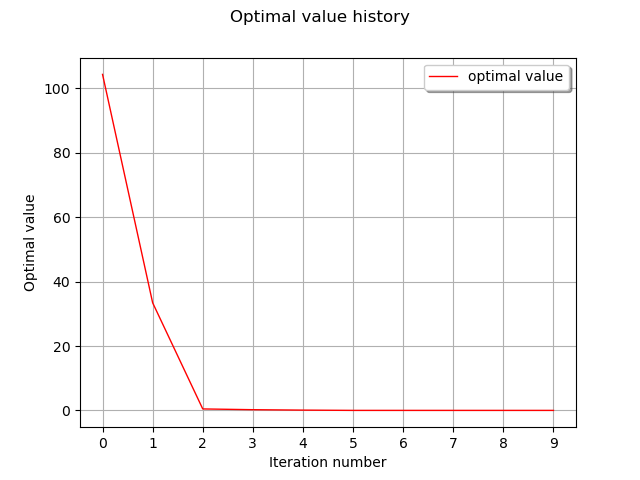 Optimal value history
optimal value
100
80
60
40
20
0
Optimal value
0 1 2 3 4 5 6 7 8 9
Iteration number